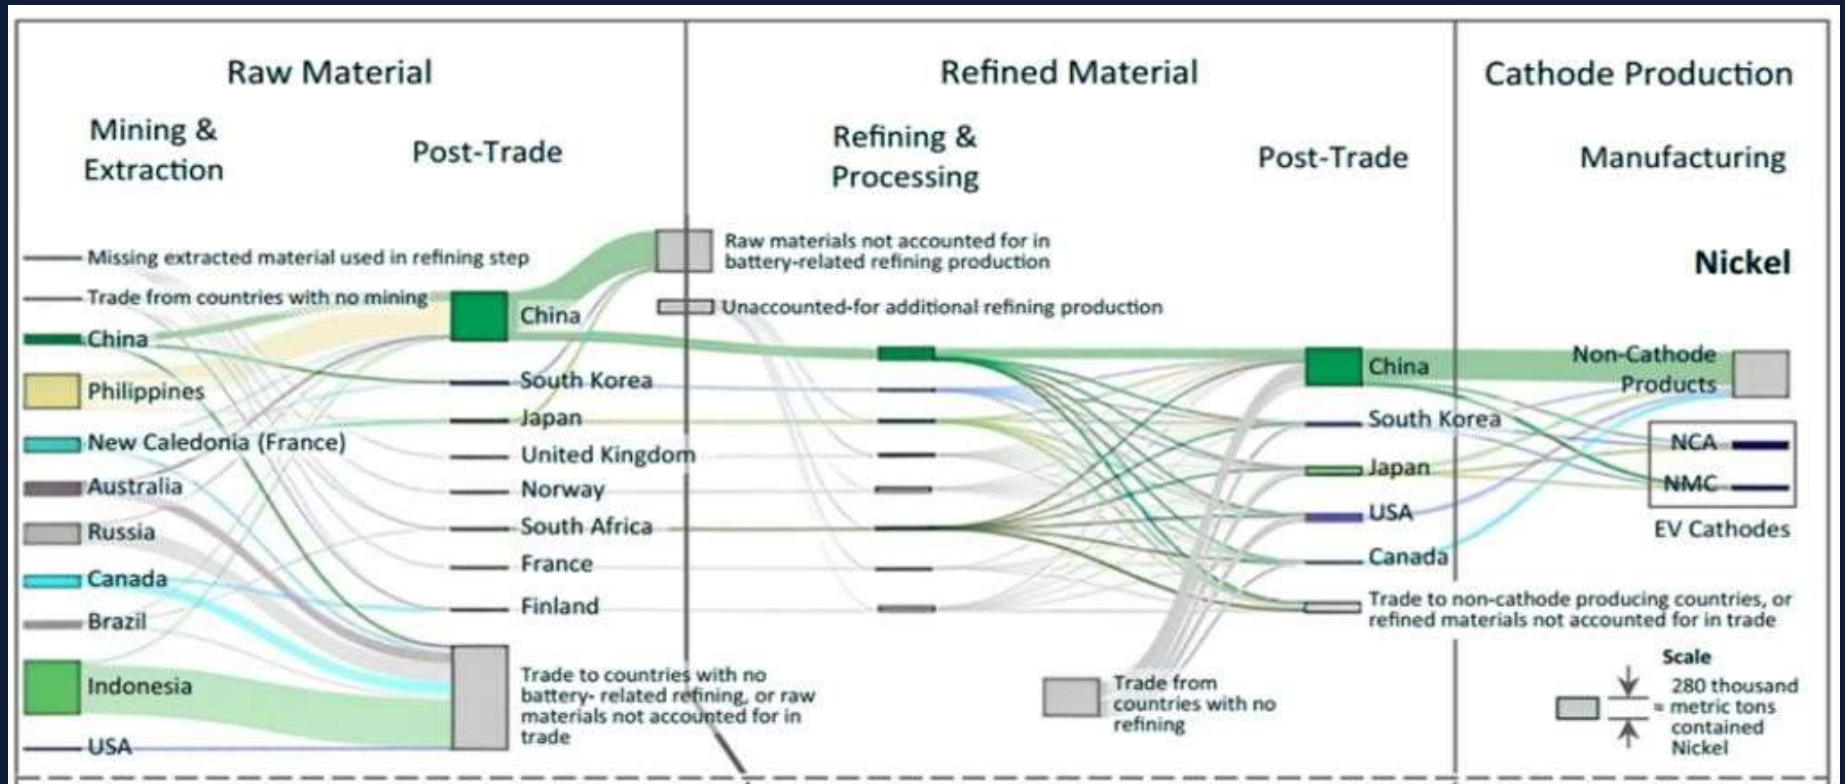 Raw Material
Refined Material
Cathode Production
Mining &
Extraction
Post-Trade
Refining &
Processing
Post-Trade
Manufacturing
Nickel
Missing extracted material used in refining step
Trade from countries with no mining
China
Philippines
New Caledonia (France)
Australia
Russia
Canada
Brazil
Indonesia
USA
China
South Korea
Japan
United Kingdom
Norway
South Africa
France
Finland
Trade to countries with no
battery- related refining, or raw
materials not accounted for in
trade
Raw materials not accounted for in
battery-related refining production
Unaccounted-for additional refining production
Trade from
countries with no
refining
China
South Korea
Japan
USA
Canada
Trade to non-cathode producing countries, or
refined materials not accounted for in trade
Non-Cathode
Products
NCA
NMC
EV Cathodes
Scale
280 thousand
≈ metric tons
contained
Nickel